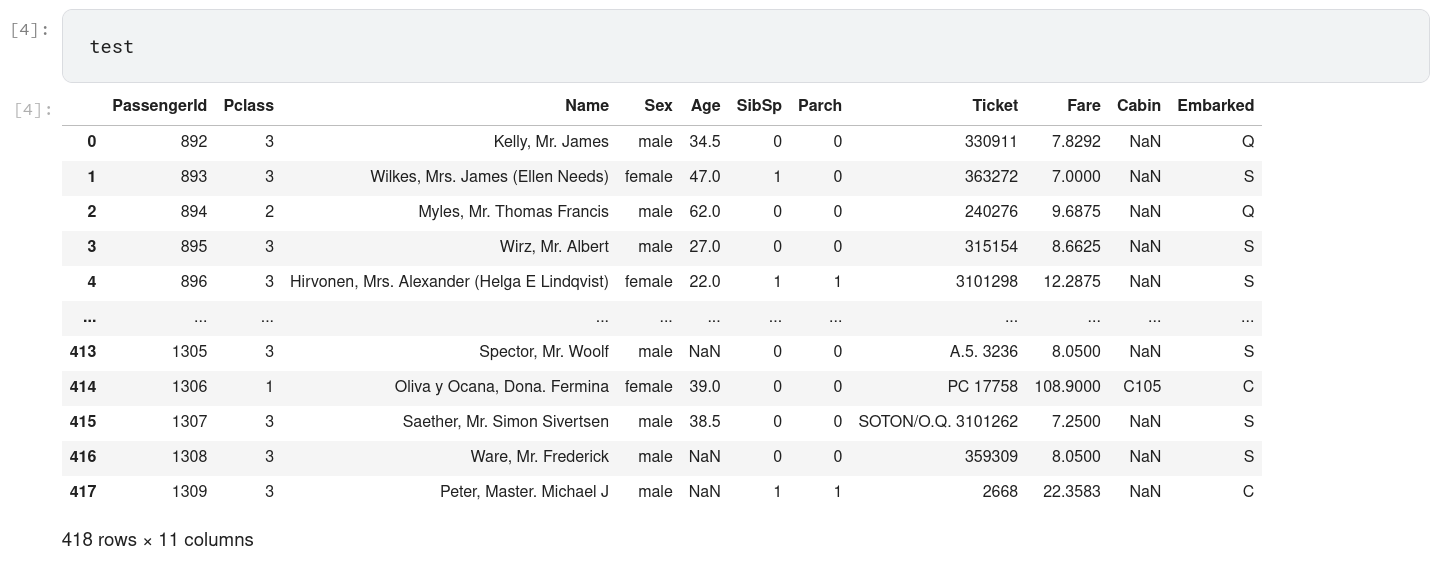 [4]:
test
[4]:
PassengerId Pclass Name Sex Age SibSp Parch Ticket Fare Cabin Embarked
0 892 3 Kelly, Mr. James male 34.5 0 0 330911 7.8292 NaN Q
1 893 3 Wilkes, Mrs. James (Ellen Needs) female 47.0 1 0 363272 7.0000 NaN S
2 894 2 Myles, Mr. Thomas Francis male 62.0 0 0 240276 9.6875 NaN Q
3 895 3 Wirz, Mr. Albert male 27.0 0 0 315154 8.6625 NaN S
4 896 3 Hirvonen, Mrs. Alexander (Helga E Lindqvist) female 22.0 1 1 3101298 12.2875 NaN S
... ... ... ... ... ... ... ... ... ... ... ...
413 1305 3 Spector, Mr. Woolf male NaN 0 0 A.5. 3236 8.0500 NaN S
414 1306 1 Oliva y Ocana, Dona. Fermina female 39.0 0 0 PC 17758 108.9000 C105 C
415 1307 3 Saether, Mr. Simon Sivertsen male 38.5 0 0 SOTON/O.Q. 3101262 7.2500 NaN S
416 1308 3 Ware, Mr. Frederick male NaN 0 0 359309 8.0500 NaN S
417 1309 3 Peter, Master. Michael J male NaN 1 1 2668 22.3583 NaN C
418 rows × 11 columns